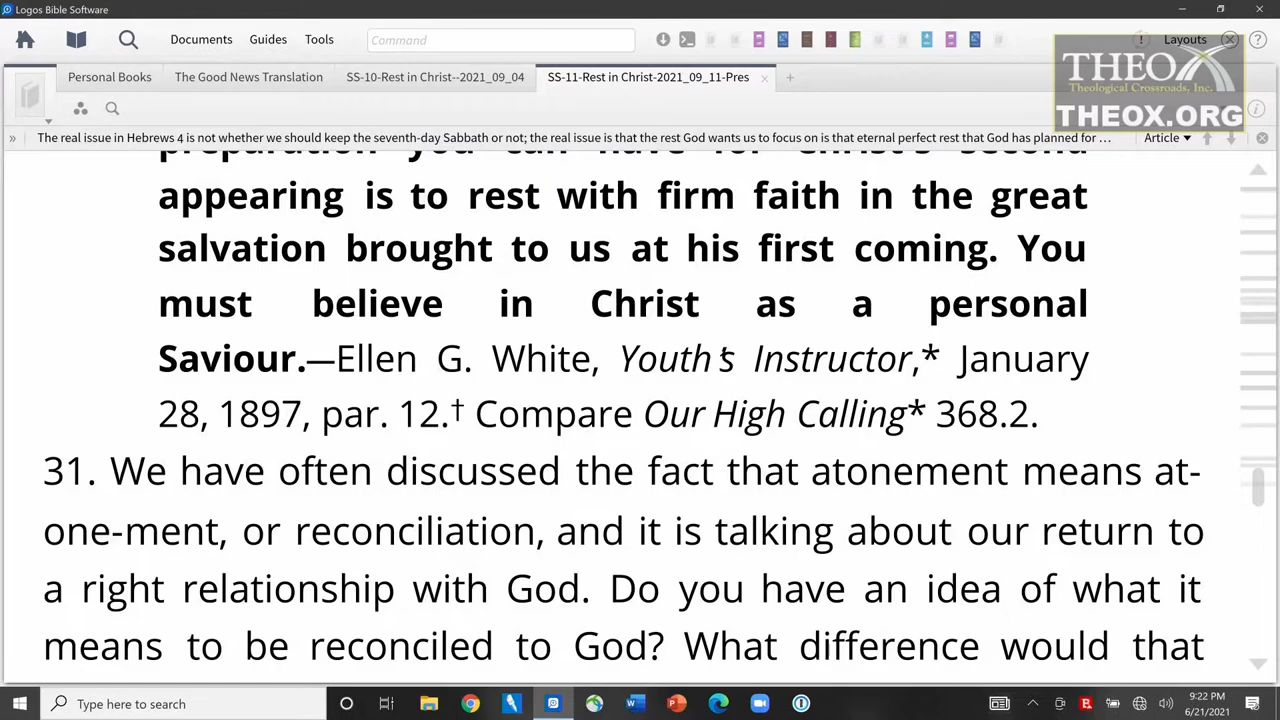 Logos Bible Software
Documents Guides Tools Command Layouts
THEOX
Theological Crossroads, Inc.
THEOX.ORG
Personal Books The Good News Translation SS-10-Rest in Christ--2021_09_04 SS-11-Rest in Christ-2021_09_11-Pres
» The real issue in Hebrews 4 is not whether we should keep the seventh-day Sabbath or not; the real issue is that the rest God wants us to focus on is that eternal perfect rest that God has planned for ... Article
preparation you can have for Christ's second
appearing is to rest with firm faith in the great
salvation brought to us at his first coming. You
must believe in Christ as a personal
Saviour.—Ellen G. White, Youth's Instructor,* January
28, 1897, par. 12.† Compare Our High Calling* 368.2.
31. We have often discussed the fact that atonement means at-
one-ment, or reconciliation, and it is talking about our return to
a right relationship with God. Do you have an idea of what it
means to be reconciled to God? What difference would that
Type here to search
9:22 PM
6/21/2021